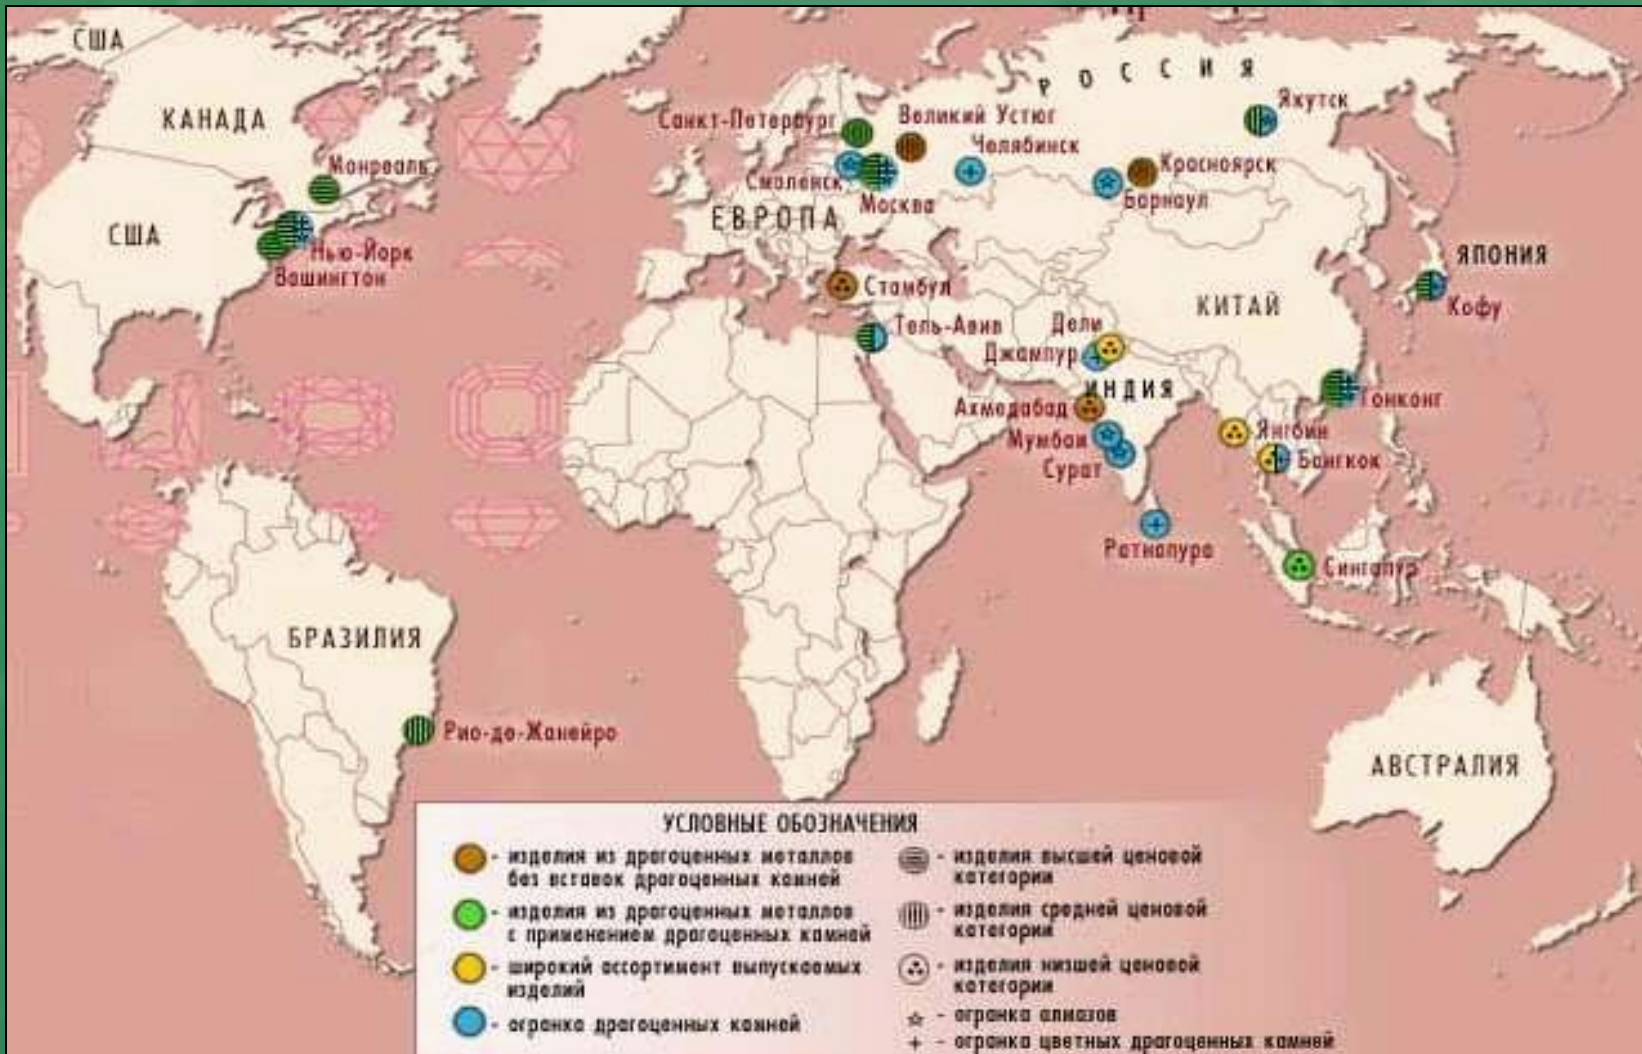 США
КАНАДА
Монреаль
США
Нью-Йорк
Вашингтон
БРАЗИЛИЯ
Рио-де-Жанейро
РОССИЯ
Якутск
Санкт-Петербург
Великий Устюг
Челябинск
Красноярск
Смоленск
Москва
Барнаул
ЕВРОПА
ЯПОНИЯ
Кофу
КИТАЙ
Стамбул
Тель-Авив
Дели
Джампур
ИНДИЯ
Ахмедабад
Гонконг
Мумбаи
Янгбин
Сурат
Бангкок
Ратнапура
Сингапур
АВСТРАЛИЯ
УСЛОВНЫЕ ОБОЗНАЧЕНИЯ
- изделия из драгоценных металлов
без вставок драгоценных камней
- изделия из драгоценных металлов
с применением драгоценных камней
- широкий ассортимент выпускаемых
изделий
- огранка драгоценных камней
- изделия высшей ценовой
категории
- изделия средней ценовой
категории
- изделия низшей ценовой
категории
- огранка алмазов
- огранка цветных драгоценных камней